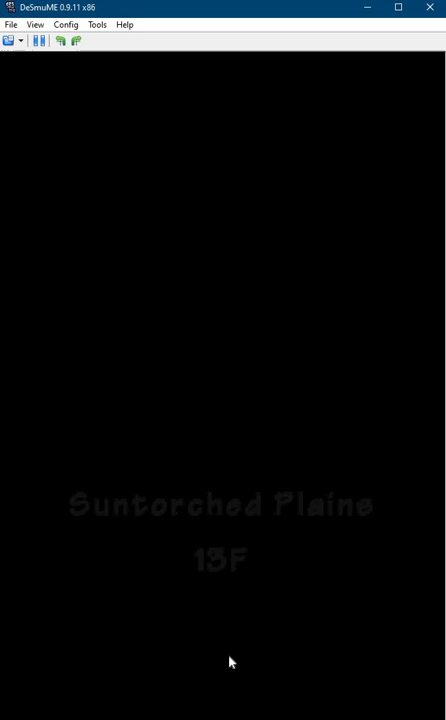 DeSmuME 0.9.11 x86
File View Config Tools Help
Suntorched Plains
13F